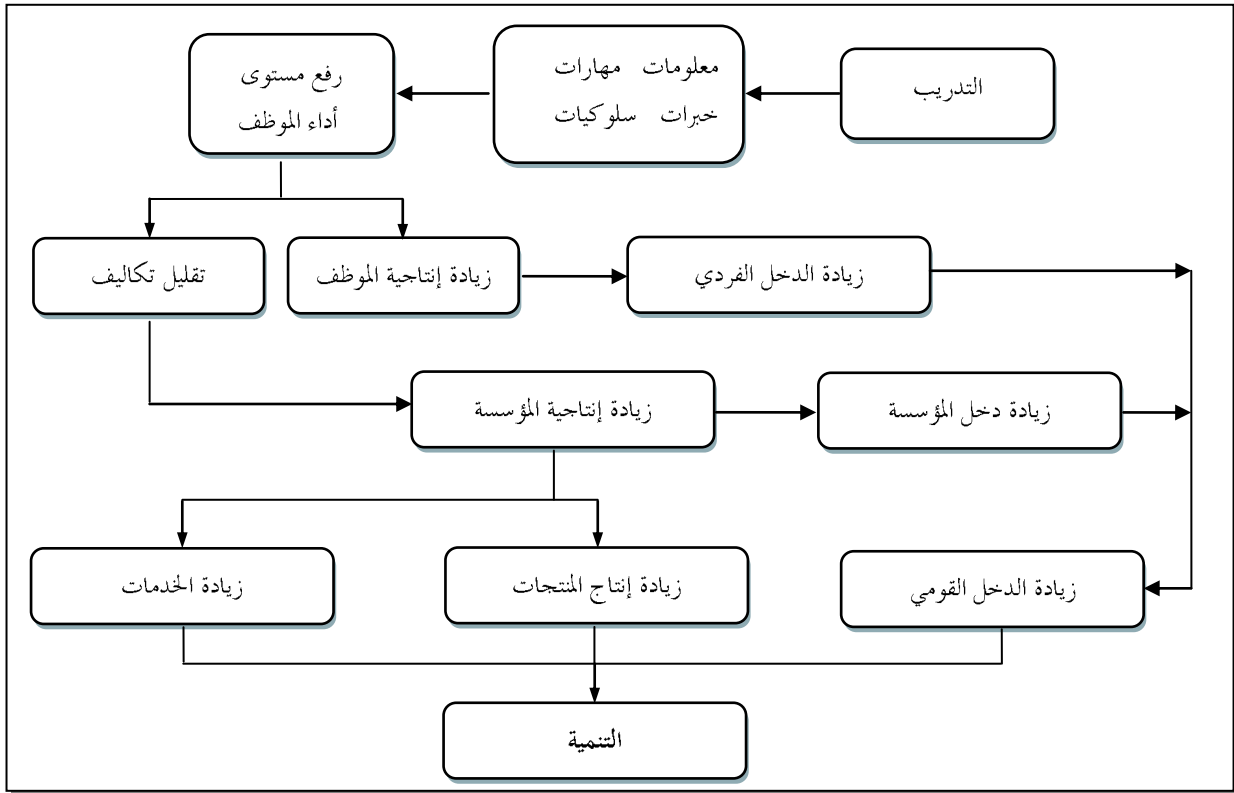 التدريب
معلومات مهارات
خبرات سلوكيات
رفع مستوى
أداء الموظف
تقليل تكاليف
زيادة إنتاجية الموظف
زيادة الدخل الفردي
زيادة إنتاجية المؤسسة
زيادة دخل المؤسسة
زيادة الخدمات
زيادة إنتاج المنتجات
زيادة الدخل القومي
التنمية